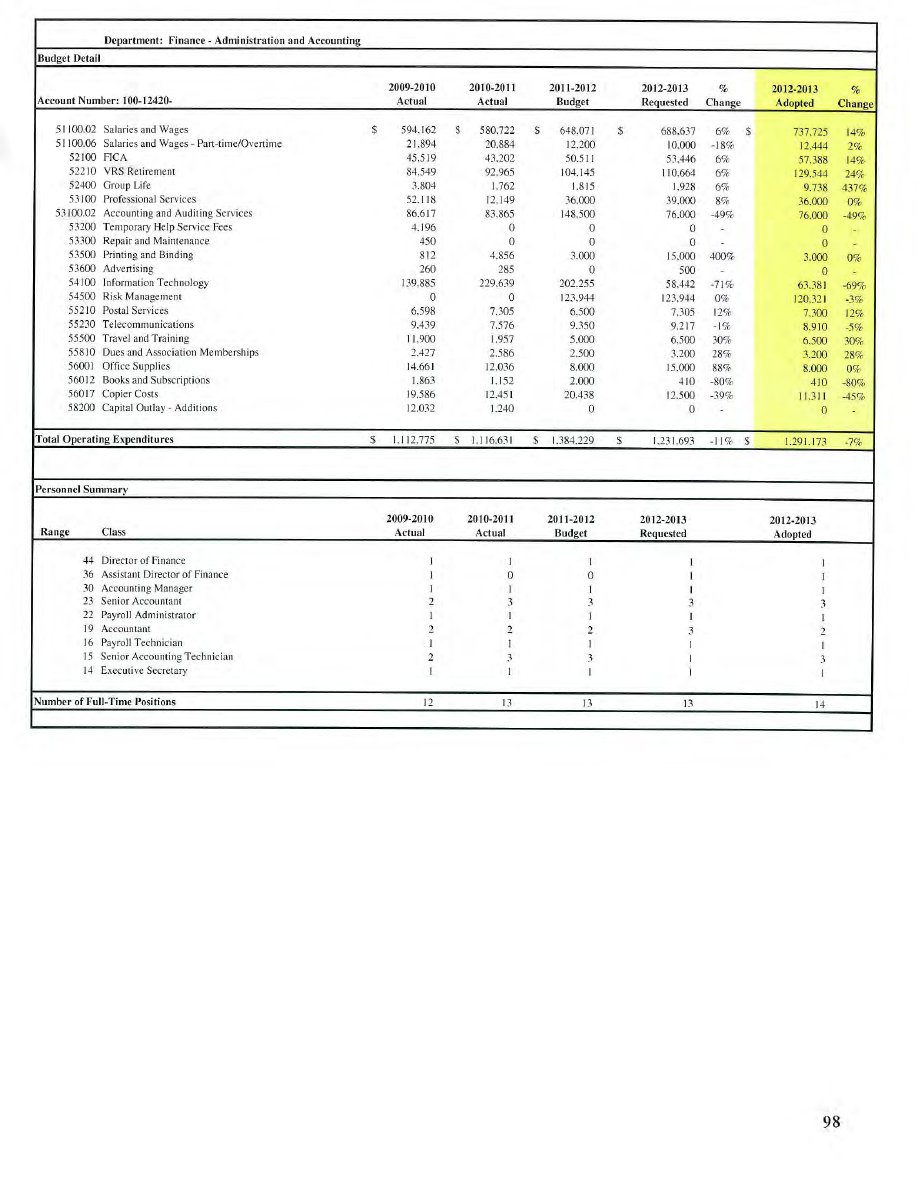 Department: Finance - Administration and Accounting
Budget Detail
2009-2010 2010-2011 2011-2012 2012-2013 % 2012-2013 %
Account Number: 100-12420- Actual Actual Budget Requested Change Adopted Change
51100.02 Salaries and Wages $ 594,162 $ 580,722 $ 648,071 $ 688,637 6% $ 737,725 14%
51100.06 Salaries and Wages - Part-time/Overtime 21,894 20,884 12,200 10,000 -18% 12,444 2%
52100 FICA 45,519 43,202 50,511 53,446 6% 57,388 14%
52210 VRS Retirement 84,549 92,965 104,145 110,664 6% 129,544 24%
52400 Group Life 3,804 1,762 1,815 1,928 6% 9,738 437%
53100 Professional Services 52,118 12,149 36,000 39,000 8% 36,000 0%
53100.02 Accounting and Auditing Services 86,617 83,865 148,500 76,000 -49% 76,000 -49%
53200 Temporary Help Service Fees 4,196 0 0 0 - 0 -
53300 Repair and Maintenance 450 0 0 0 - 0 -
53500 Printing and Binding 812 4,856 3,000 15,000 400% 3,000 0%
53600 Advertising 260 285 0 500 - 0 -
54100 Information Technology 139,885 229,639 202,255 58,442 -71% 63,381 -69%
54500 Risk Management 0 0 123,944 123,944 0% 120,321 -3%
55210 Postal Services 6,598 7,305 6,500 7,305 12% 7,300 12%
55230 Telecommunications 9,439 7,576 9,350 9,217 -1% 8,910 -5%
55500 Travel and Training 11,900 1,957 5,000 6,500 30% 6,500 30%
55810 Dues and Association Memberships 2,427 2,586 2,500 3,200 28% 3,200 28%
56001 Office Supplies 14,661 12,036 8,000 15,000 88% 8,000 0%
56012 Books and Subscriptions 1,863 1,152 2,000 410 -80% 410 -80%
56017 Copier Costs 19,586 12,451 20,438 12,500 -39% 11,311 -45%
58200 Capital Outlay - Additions 12,032 1,240 0 0 - 0 -
Total Operating Expenditures $ 1,112,775 $ 1,116,631 $ 1,384,229 $ 1,231,693 -11% $ 1,291,173 -7%
Personnel Summary
2009-2010 2010-2011 2011-2012 2012-2013 2012-2013
Range Class Actual Actual Budget Requested Adopted
44 Director of Finance 1 1 1 1 1
36 Assistant Director of Finance 1 0 0 1 1
30 Accounting Manager 1 1 1 1 1
23 Senior Accountant 2 3 3 3 3
22 Payroll Administrator 1 1 1 1 1
19 Accountant 2 2 2 3 2
16 Payroll Technician 1 1 1 1 1
15 Senior Accounting Technician 2 3 3 1 3
14 Executive Secretary 1 1 1 1 1
Number of Full-Time Positions 12 13 13 13 14
98